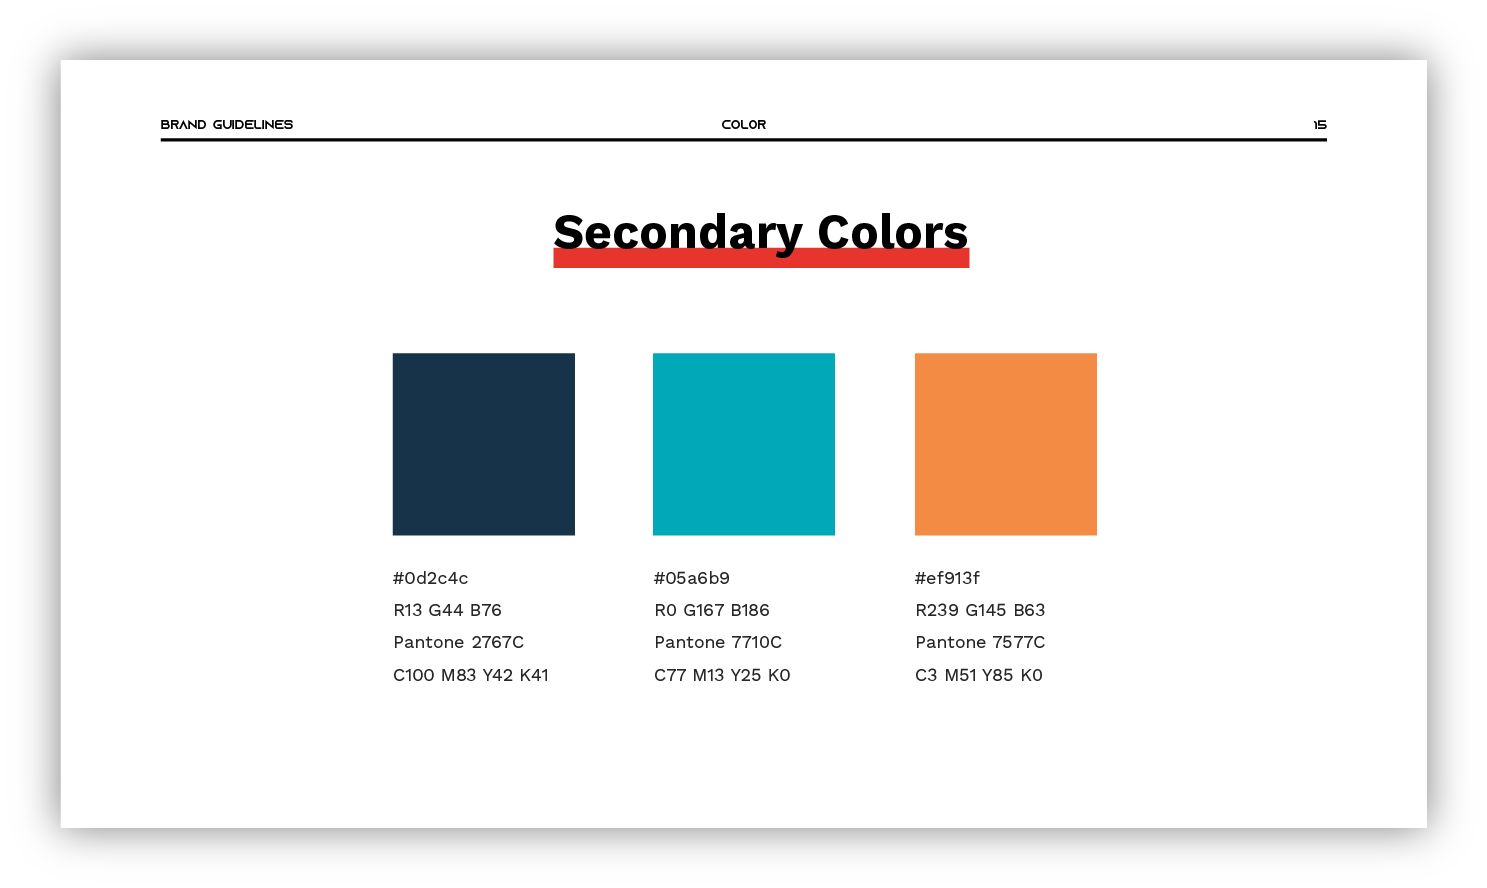 BRAND GUIDELINES
COLOR
15
Secondary Colors
#0d2c4c
R13 G44 B76
Pantone 2767C
C100 M83 Y42 K41
#05a6b9
R0 G167 B186
Pantone 7710C
C77 M13 Y25 K0
#ef913f
R239 G145 B63
Pantone 7577C
C3 M51 Y85 K0